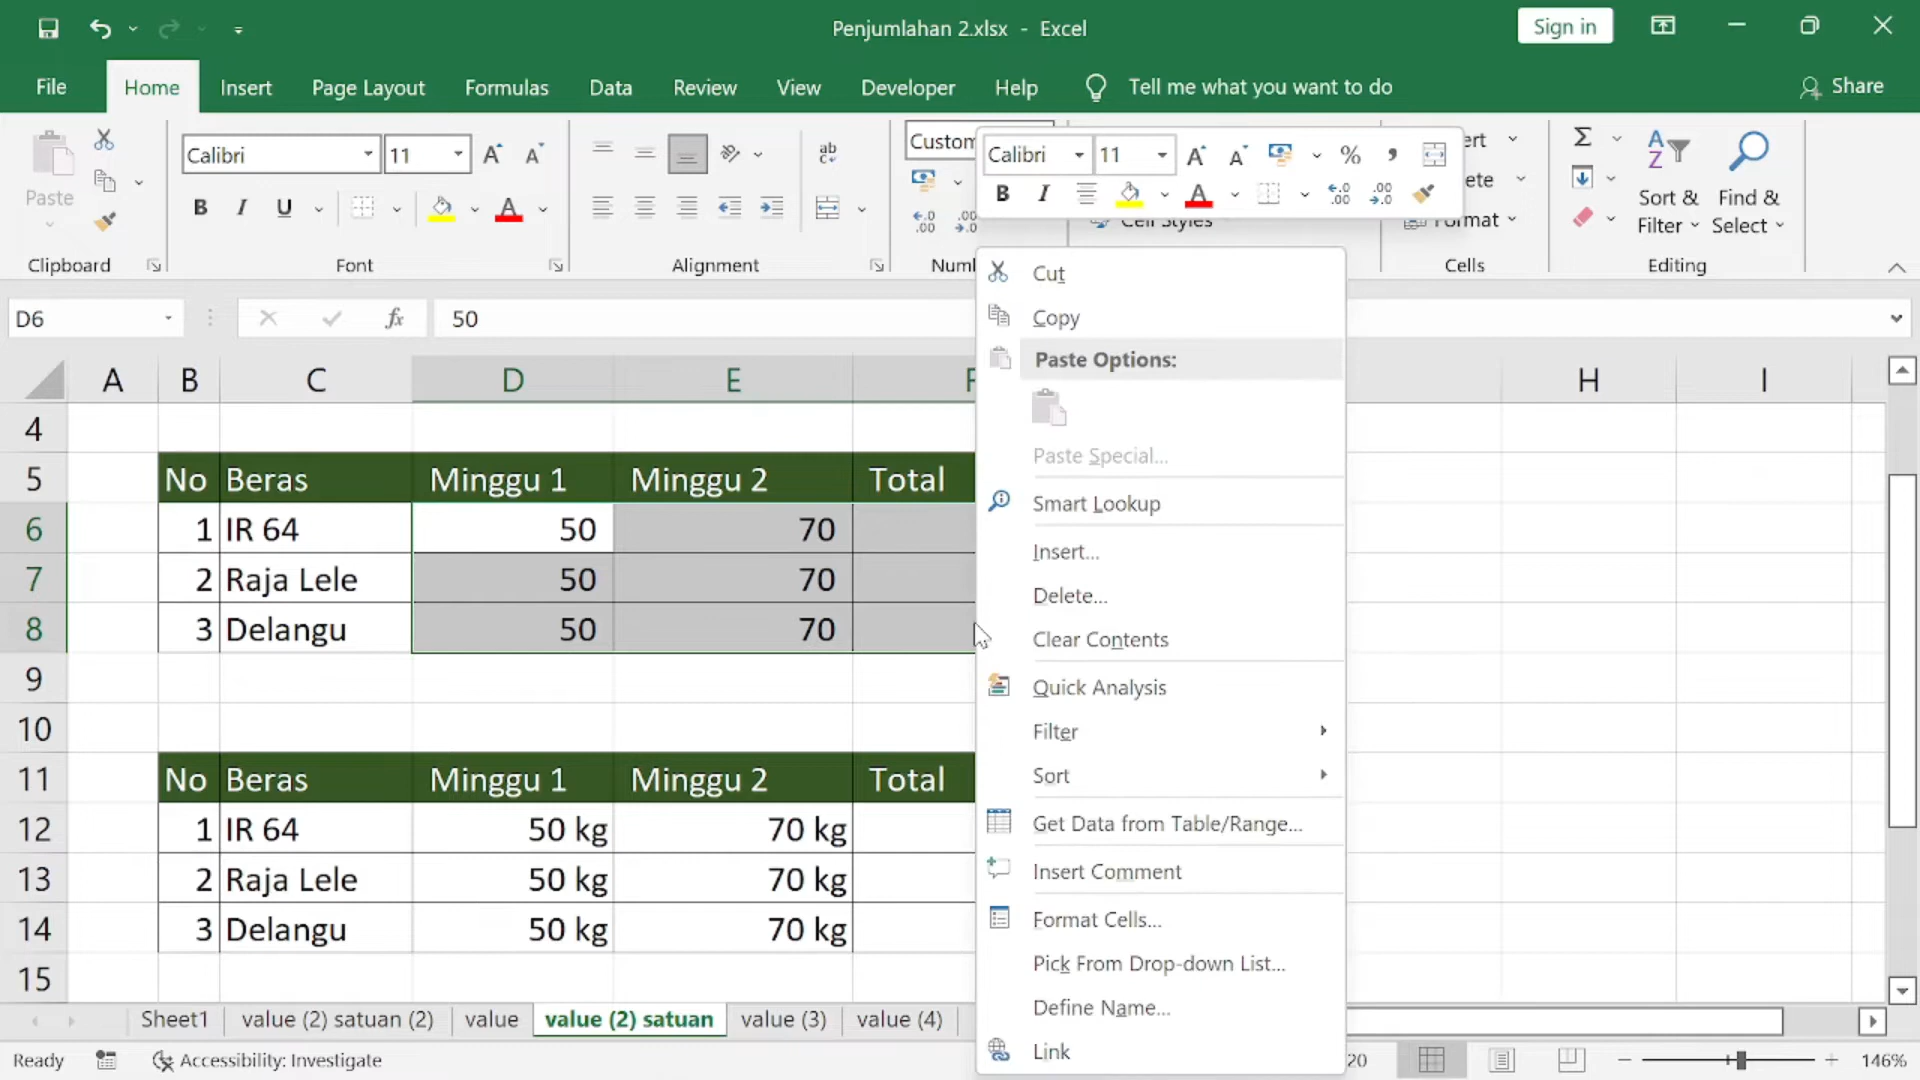 Penjumlahan 2.xlsx - Excel
Sign in
File Home Insert Page Layout Formulas Data Review View Developer Help Tell me what you want to do Share
Paste
Calibri 11
ab
Calibri 11 % ,
B I U A
B I A
Cell Styles
Format
Sort & Filter
Find & Select
Clipboard Font Alignment Cells Editing
D6 fx 50
A B C D E H I
4
5 No Beras Minggu 1 Minggu 2 Total
6 1 IR 64 50 70
7 2 Raja Lele 50 70
8 3 Delangu 50 70
9
10
11 No Beras Minggu 1 Minggu 2 Total
12 1 IR 64 50 kg 70 kg
13 2 Raja Lele 50 kg 70 kg
14 3 Delangu 50 kg 70 kg
15
Cut
Copy
Paste Options:
Paste Special...
Smart Lookup
Insert...
Delete...
Clear Contents
Quick Analysis
Filter
Sort
Get Data from Table/Range...
Insert Comment
Format Cells...
Pick From Drop-down List...
Define Name...
Link
Sheet1 value (2) satuan (2) value value (2) satuan value (3) value (4)
Ready Accessibility: Investigate 146%